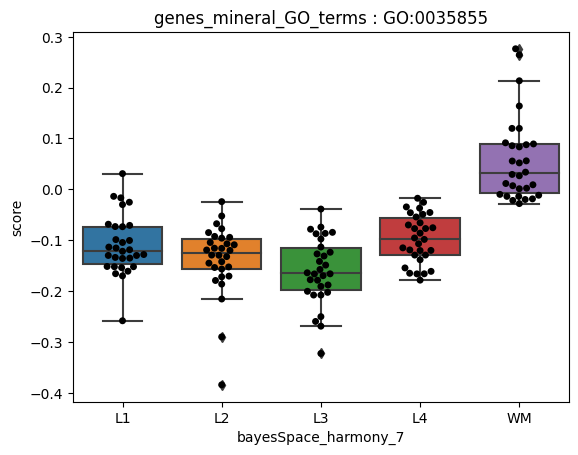 genes_mineral_GO_terms : GO:0035855
0.3
0.2
0.1
0.0
−0.1
−0.2
−0.3
−0.4
score
L1 L2 L3 L4 WM
bayesSpace_harmony_7